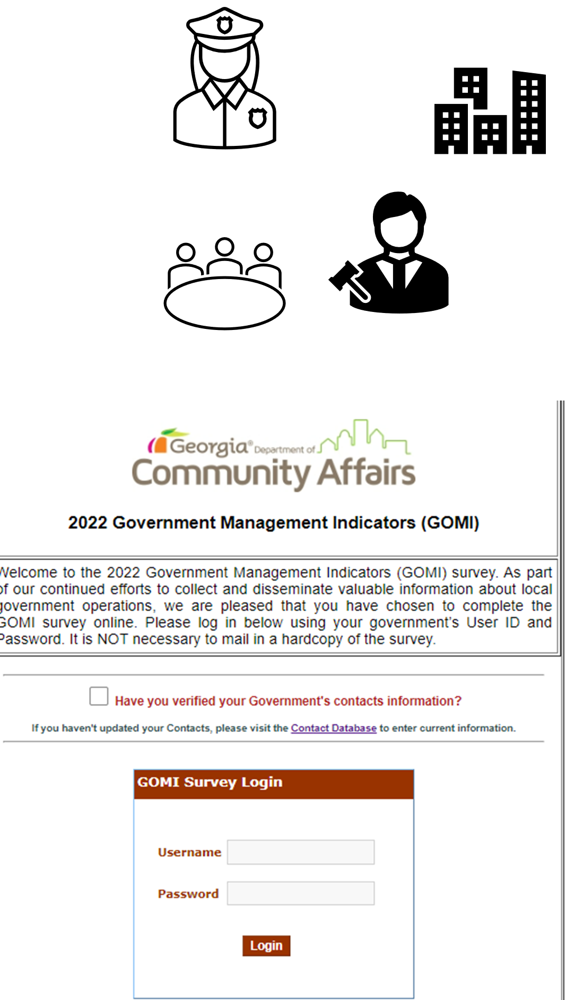 Georgia® Department of
Community Affairs
2022 Government Management Indicators (GOMI)
Welcome to the 2022 Government Management Indicators (GOMI) survey. As part
of our continued efforts to collect and disseminate valuable information about local
government operations, we are pleased that you have chosen to complete the
GOMI survey online. Please log in below using your government's User ID and
Password. It is NOT necessary to mail in a hardcopy of the survey.
Have you verified your Government's contacts information?
If you haven't updated your Contacts, please visit the Contact Database to enter current information.
GOMI Survey Login
Username
Password
Login